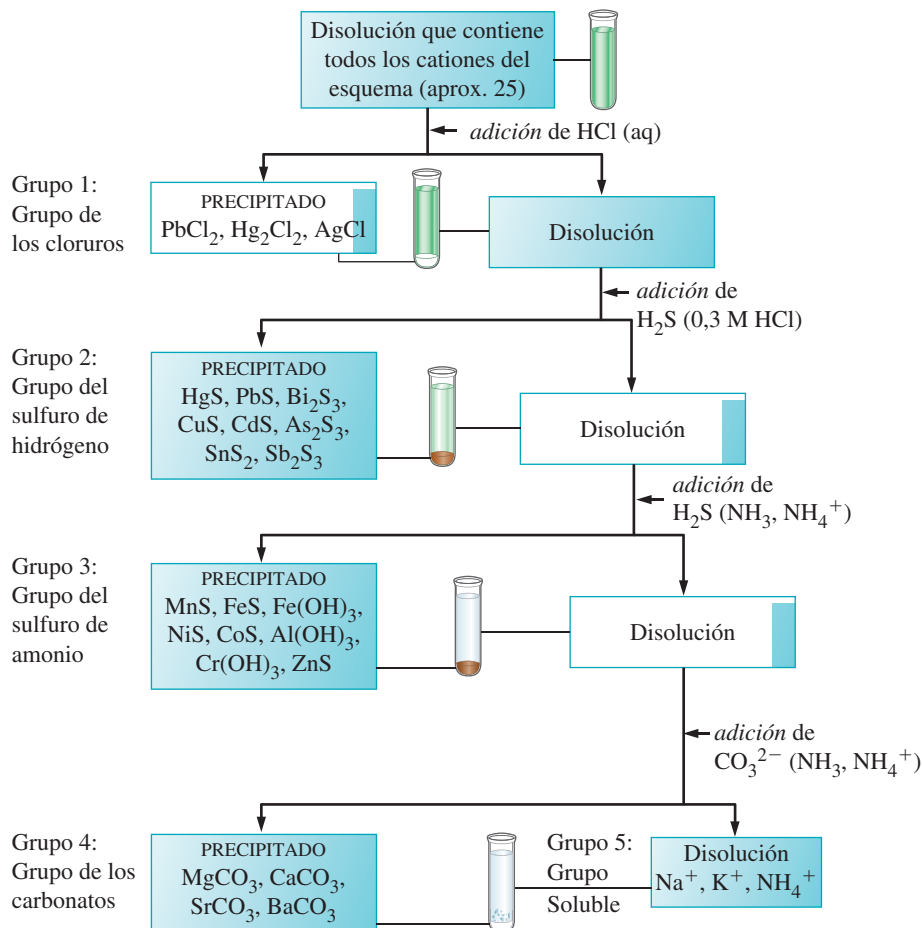 Disolución que contiene
todos los cationes del
esquema (aprox. 25)
adición de HCl (aq)
Grupo 1:
Grupo de
los cloruros
PRECIPITADO
PbCl₂, Hg₂Cl₂, AgCl
Disolución
adición de
H₂S (0,3 M HCl)
Grupo 2:
Grupo del
sulfuro de
hidrógeno
PRECIPITADO
HgS, PbS, Bi₂S₃,
CuS, CdS, As₂S₃,
SnS₂, Sb₂S₃
Disolución
adición de
H₂S (NH₃, NH₄⁺)
Grupo 3:
Grupo del
sulfuro de
amonio
PRECIPITADO
MnS, FeS, Fe(OH)₃,
NiS, CoS, Al(OH)₃,
Cr(OH)₃, ZnS
Disolución
adición de
CO₃²⁻ (NH₃, NH₄⁺)
Grupo 4:
Grupo de los
carbonatos
PRECIPITADO
MgCO₃, CaCO₃,
SrCO₃, BaCO₃
Grupo 5:
Grupo
Soluble
Disolución
Na⁺, K⁺, NH₄⁺